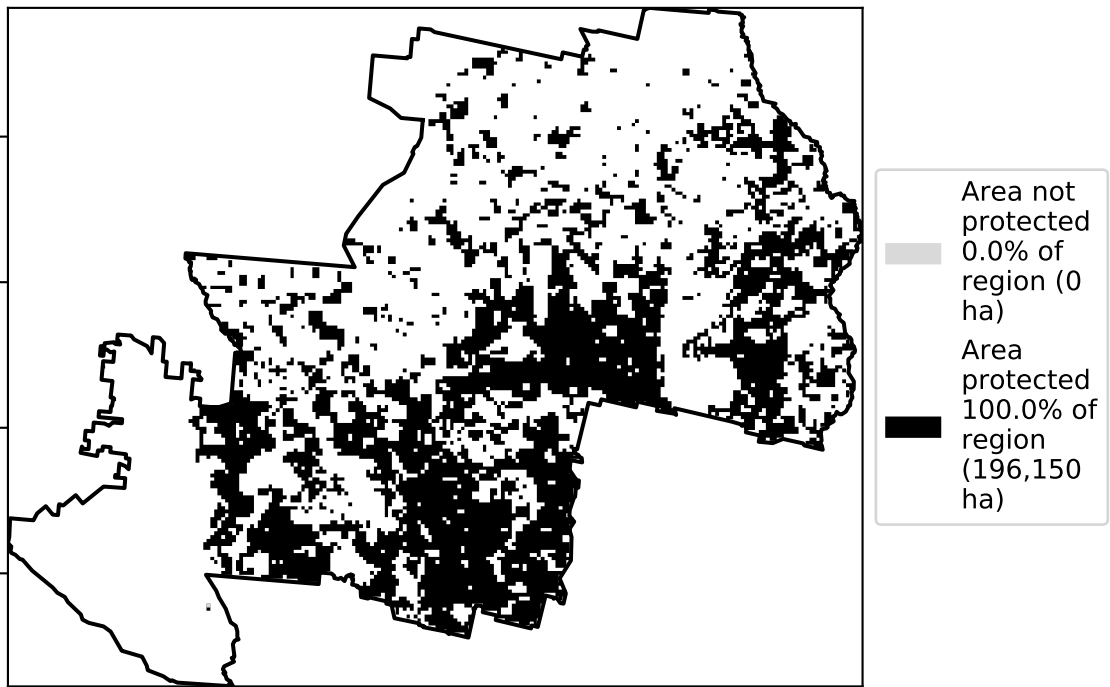 Area not
protected
0.0% of
region (0
ha)
Area
protected
100.0% of
region
(196,150
ha)